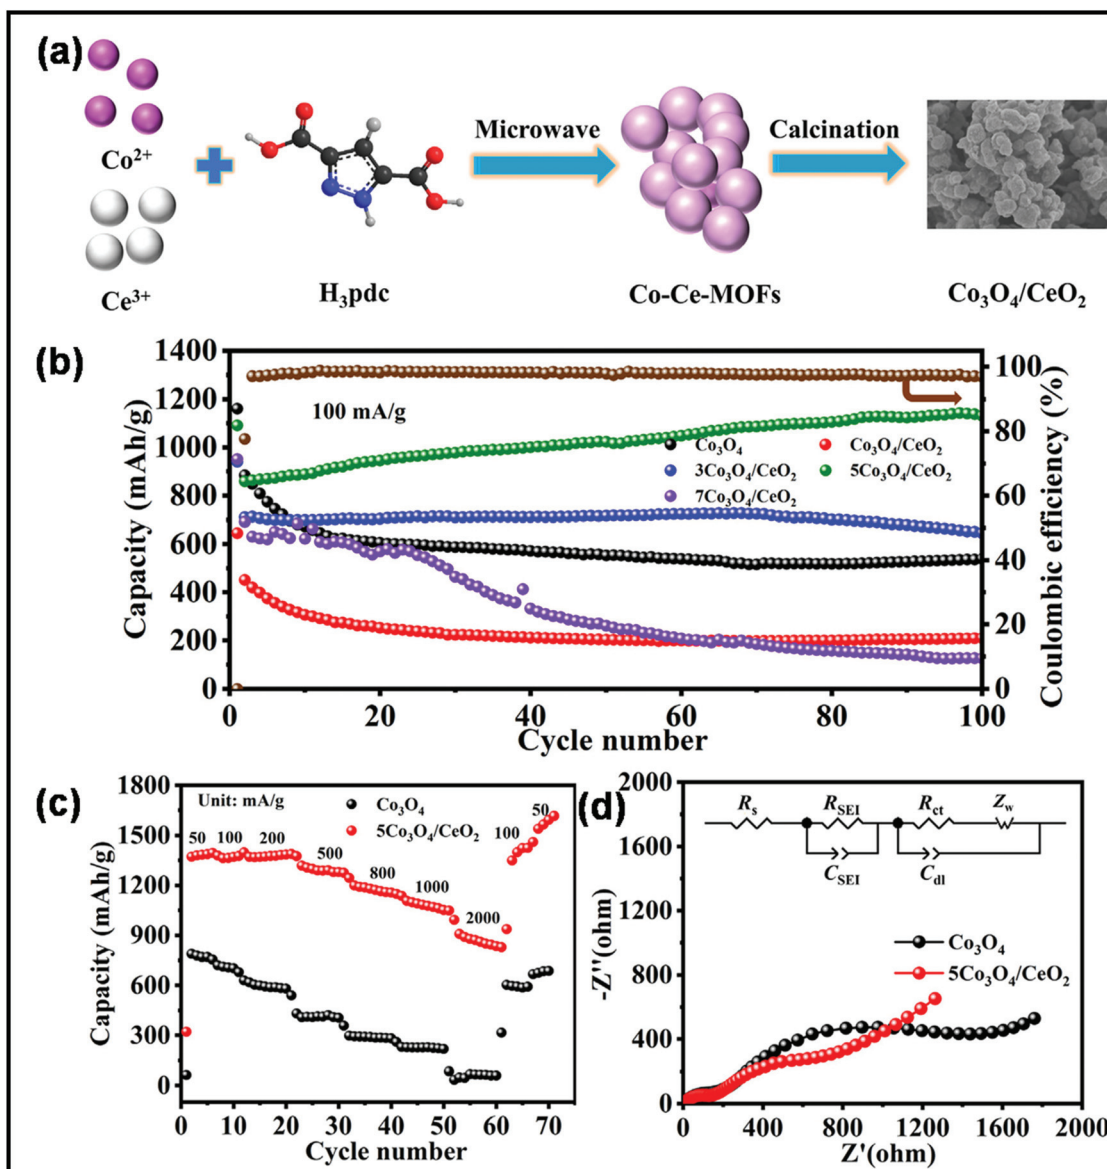 (a)
Co²⁺
Ce³⁺
H₃pdc
Microwave
Co-Ce-MOFs
Calcination
Co₃O₄/CeO₂
(b)
Capacity (mAh/g)
1400
1200
1000
800
600
400
200
0
100 mA/g
Co₃O₄
Co₃O₄/CeO₂
3Co₃O₄/CeO₂
5Co₃O₄/CeO₂
7Co₃O₄/CeO₂
100
80
60
40
20
0
Coulombic efficiency (%)
0 20 40 60 80 100
Cycle number
(c)
Capacity (mAh/g)
1800
1500
1200
900
600
300
0
Unit: mA/g
Co₃O₄
5Co₃O₄/CeO₂
50 100 200
500
800
1000
2000
100
50
0 10 20 30 40 50 60 70
Cycle number
(d)
-Z''(ohm)
2000
1600
1200
800
400
0
Rs
RSEI
Rct
Zw
CSEI
Cdl
Co₃O₄
5Co₃O₄/CeO₂
0 400 800 1200 1600 2000
Z'(ohm)